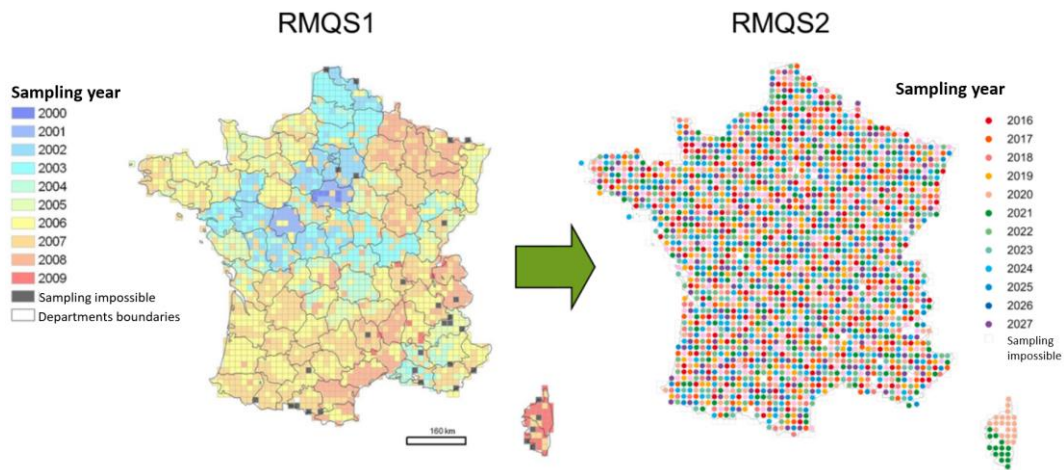 RMQS1
RMQS2
Sampling year
2000
2001
2002
2003
2004
2005
2006
2007
2008
2009
Sampling impossible
Departments boundaries
160 km
Sampling year
2016
2017
2018
2019
2020
2021
2022
2023
2024
2025
2026
2027
Sampling
impossible